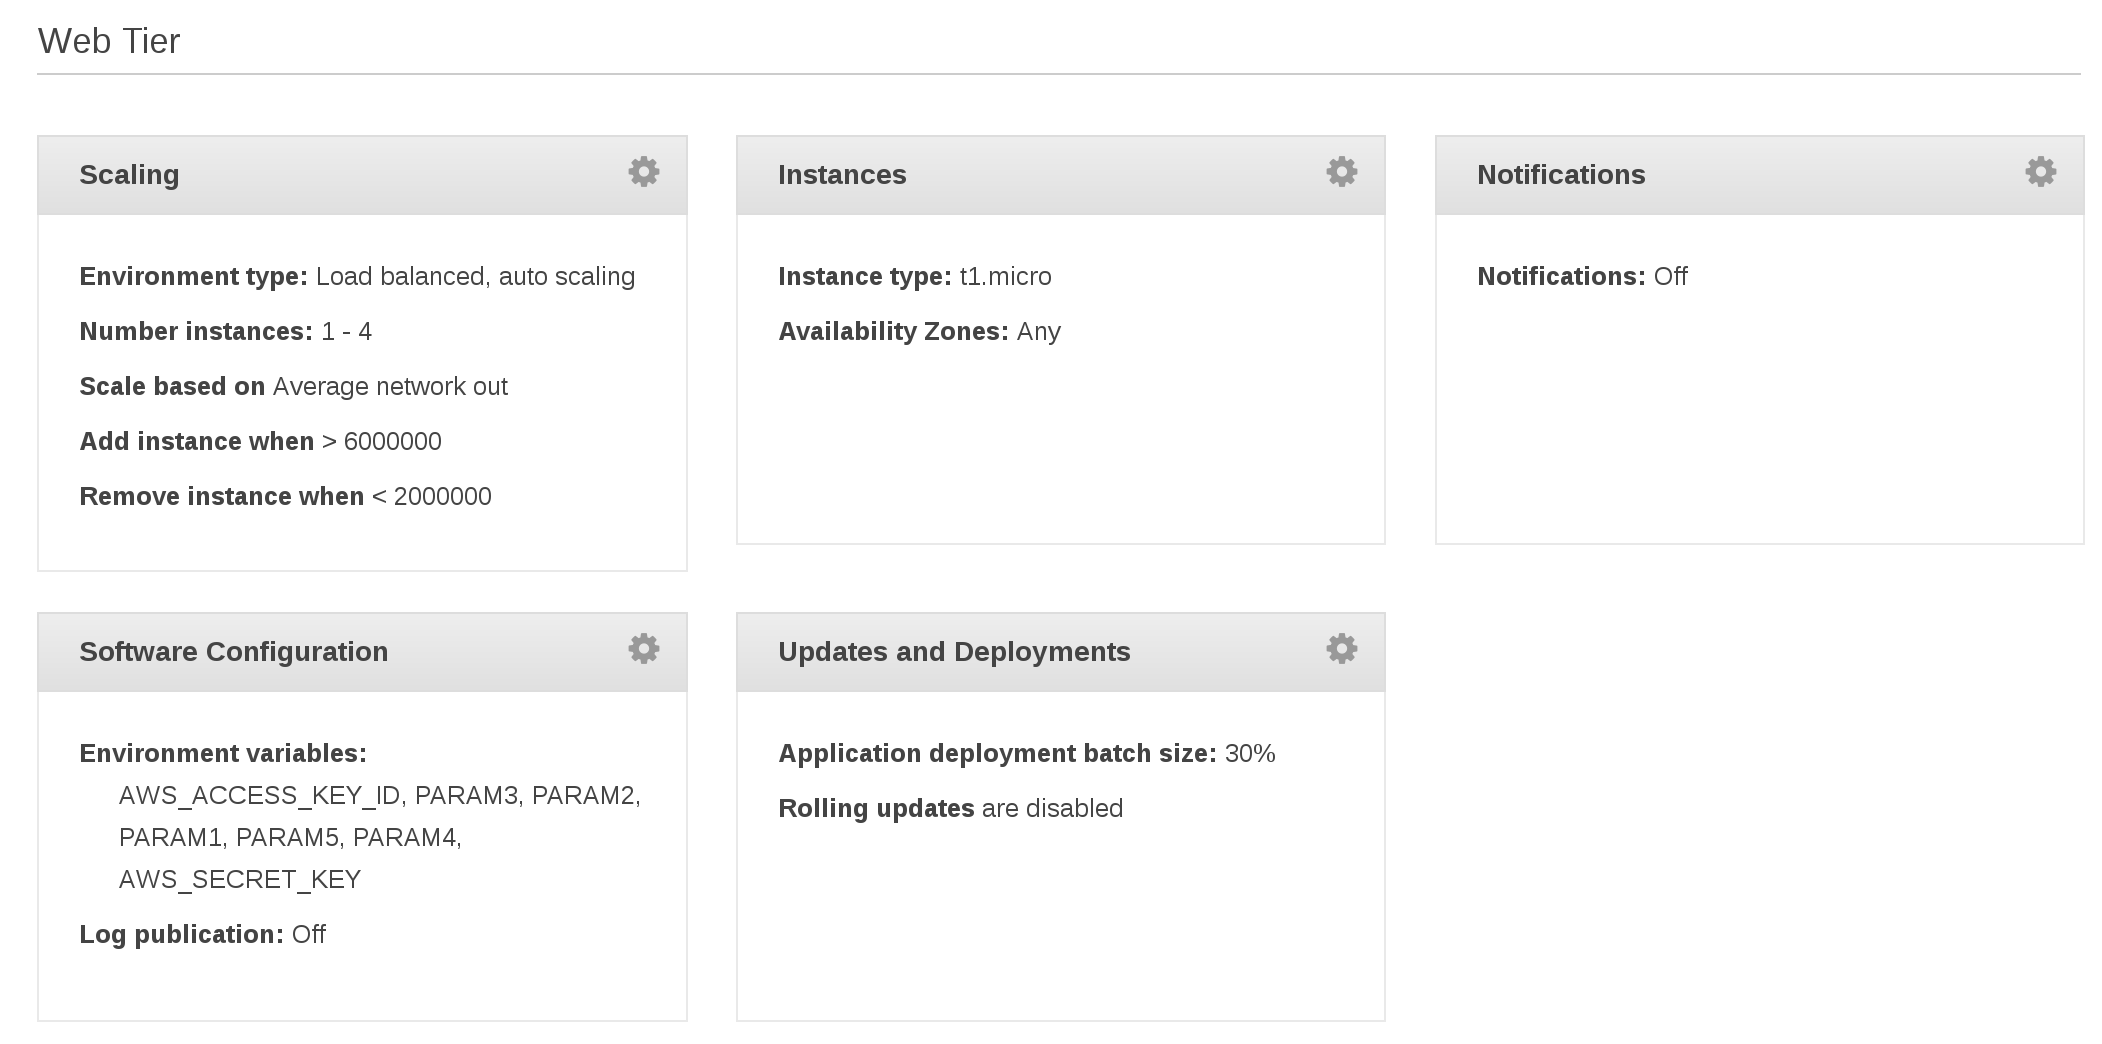 Web Tier
Scaling
Environment type: Load balanced, auto scaling
Number instances: 1 - 4
Scale based on Average network out
Add instance when > 6000000
Remove instance when < 2000000
Instances
Instance type: t1.micro
Availability Zones: Any
Notifications
Notifications: Off
Software Configuration
Environment variables:
AWS_ACCESS_KEY_ID, PARAM3, PARAM2,
PARAM1, PARAM5, PARAM4,
AWS_SECRET_KEY
Log publication: Off
Updates and Deployments
Application deployment batch size: 30%
Rolling updates are disabled